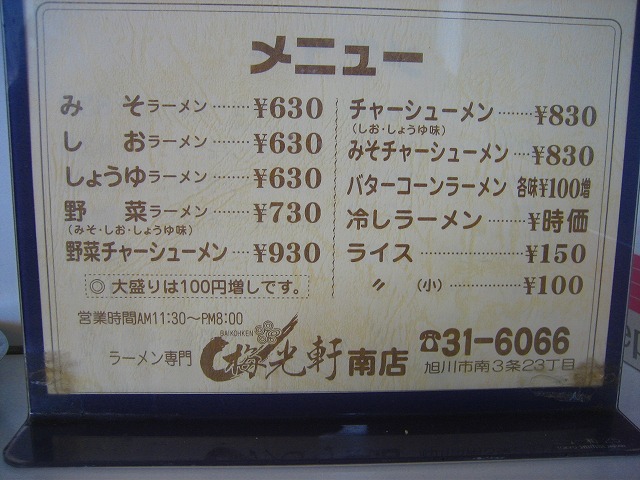 メニュー
みそラーメン………¥630
しおラーメン………¥630
しょうゆラーメン……¥630
野菜ラーメン………¥730
(みそ・しお・しょうゆ味)
野菜チャーシューメン…¥930
◎ 大盛りは100円増しです。
チャーシューメン………¥830
(しお・しょうゆ味)
みそチャーシューメン……¥830
バターコーンラーメン 各味¥100増
冷しラーメン………¥時価
ライス………………¥150
〃 (小)………………¥100
営業時間AM11:30〜PM8:00
BAIKOHKEN
ラーメン専門 梅光軒 南店
☎31-6066
旭川市南3条23丁目